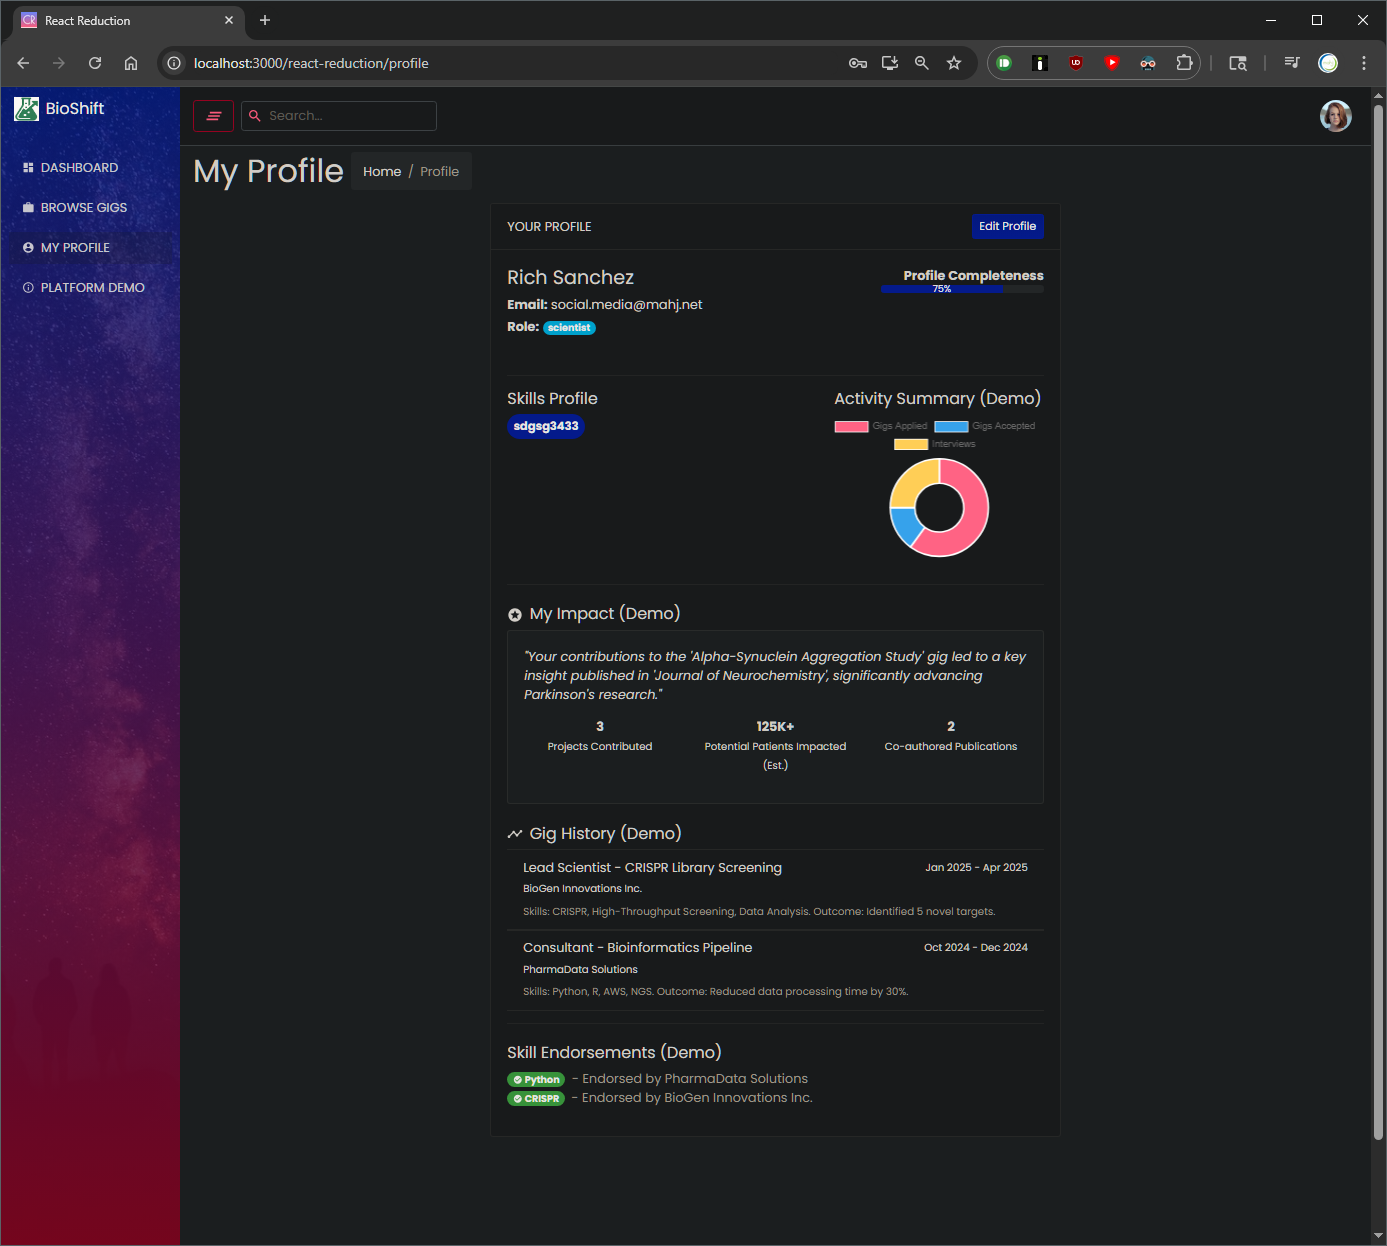 React Reduction
localhost:3000/react-reduction/profile
BioShift
Search...
DASHBOARD
BROWSE GIGS
MY PROFILE
PLATFORM DEMO
My Profile
Home / Profile
YOUR PROFILE
Edit Profile
Rich Sanchez
Profile Completeness
75%
Email: social.media@mahj.net
Role: scientist
Skills Profile
sdgsg3433
Activity Summary (Demo)
Gigs Applied Gigs Accepted
Interviews
My Impact (Demo)
"Your contributions to the 'Alpha-Synuclein Aggregation Study' gig led to a key
insight published in 'Journal of Neurochemistry', significantly advancing
Parkinson's research."
3
Projects Contributed
125K+
Potential Patients Impacted
(Est.)
2
Co-authored Publications
Gig History (Demo)
Lead Scientist - CRISPR Library Screening
Jan 2025 - Apr 2025
BioGen Innovations Inc.
Skills: CRISPR, High-Throughput Screening, Data Analysis. Outcome: Identified 5 novel targets.
Consultant - Bioinformatics Pipeline
Oct 2024 - Dec 2024
PharmaData Solutions
Skills: Python, R, AWS, NGS. Outcome: Reduced data processing time by 30%.
Skill Endorsements (Demo)
Python - Endorsed by PharmaData Solutions
CRISPR - Endorsed by BioGen Innovations Inc.